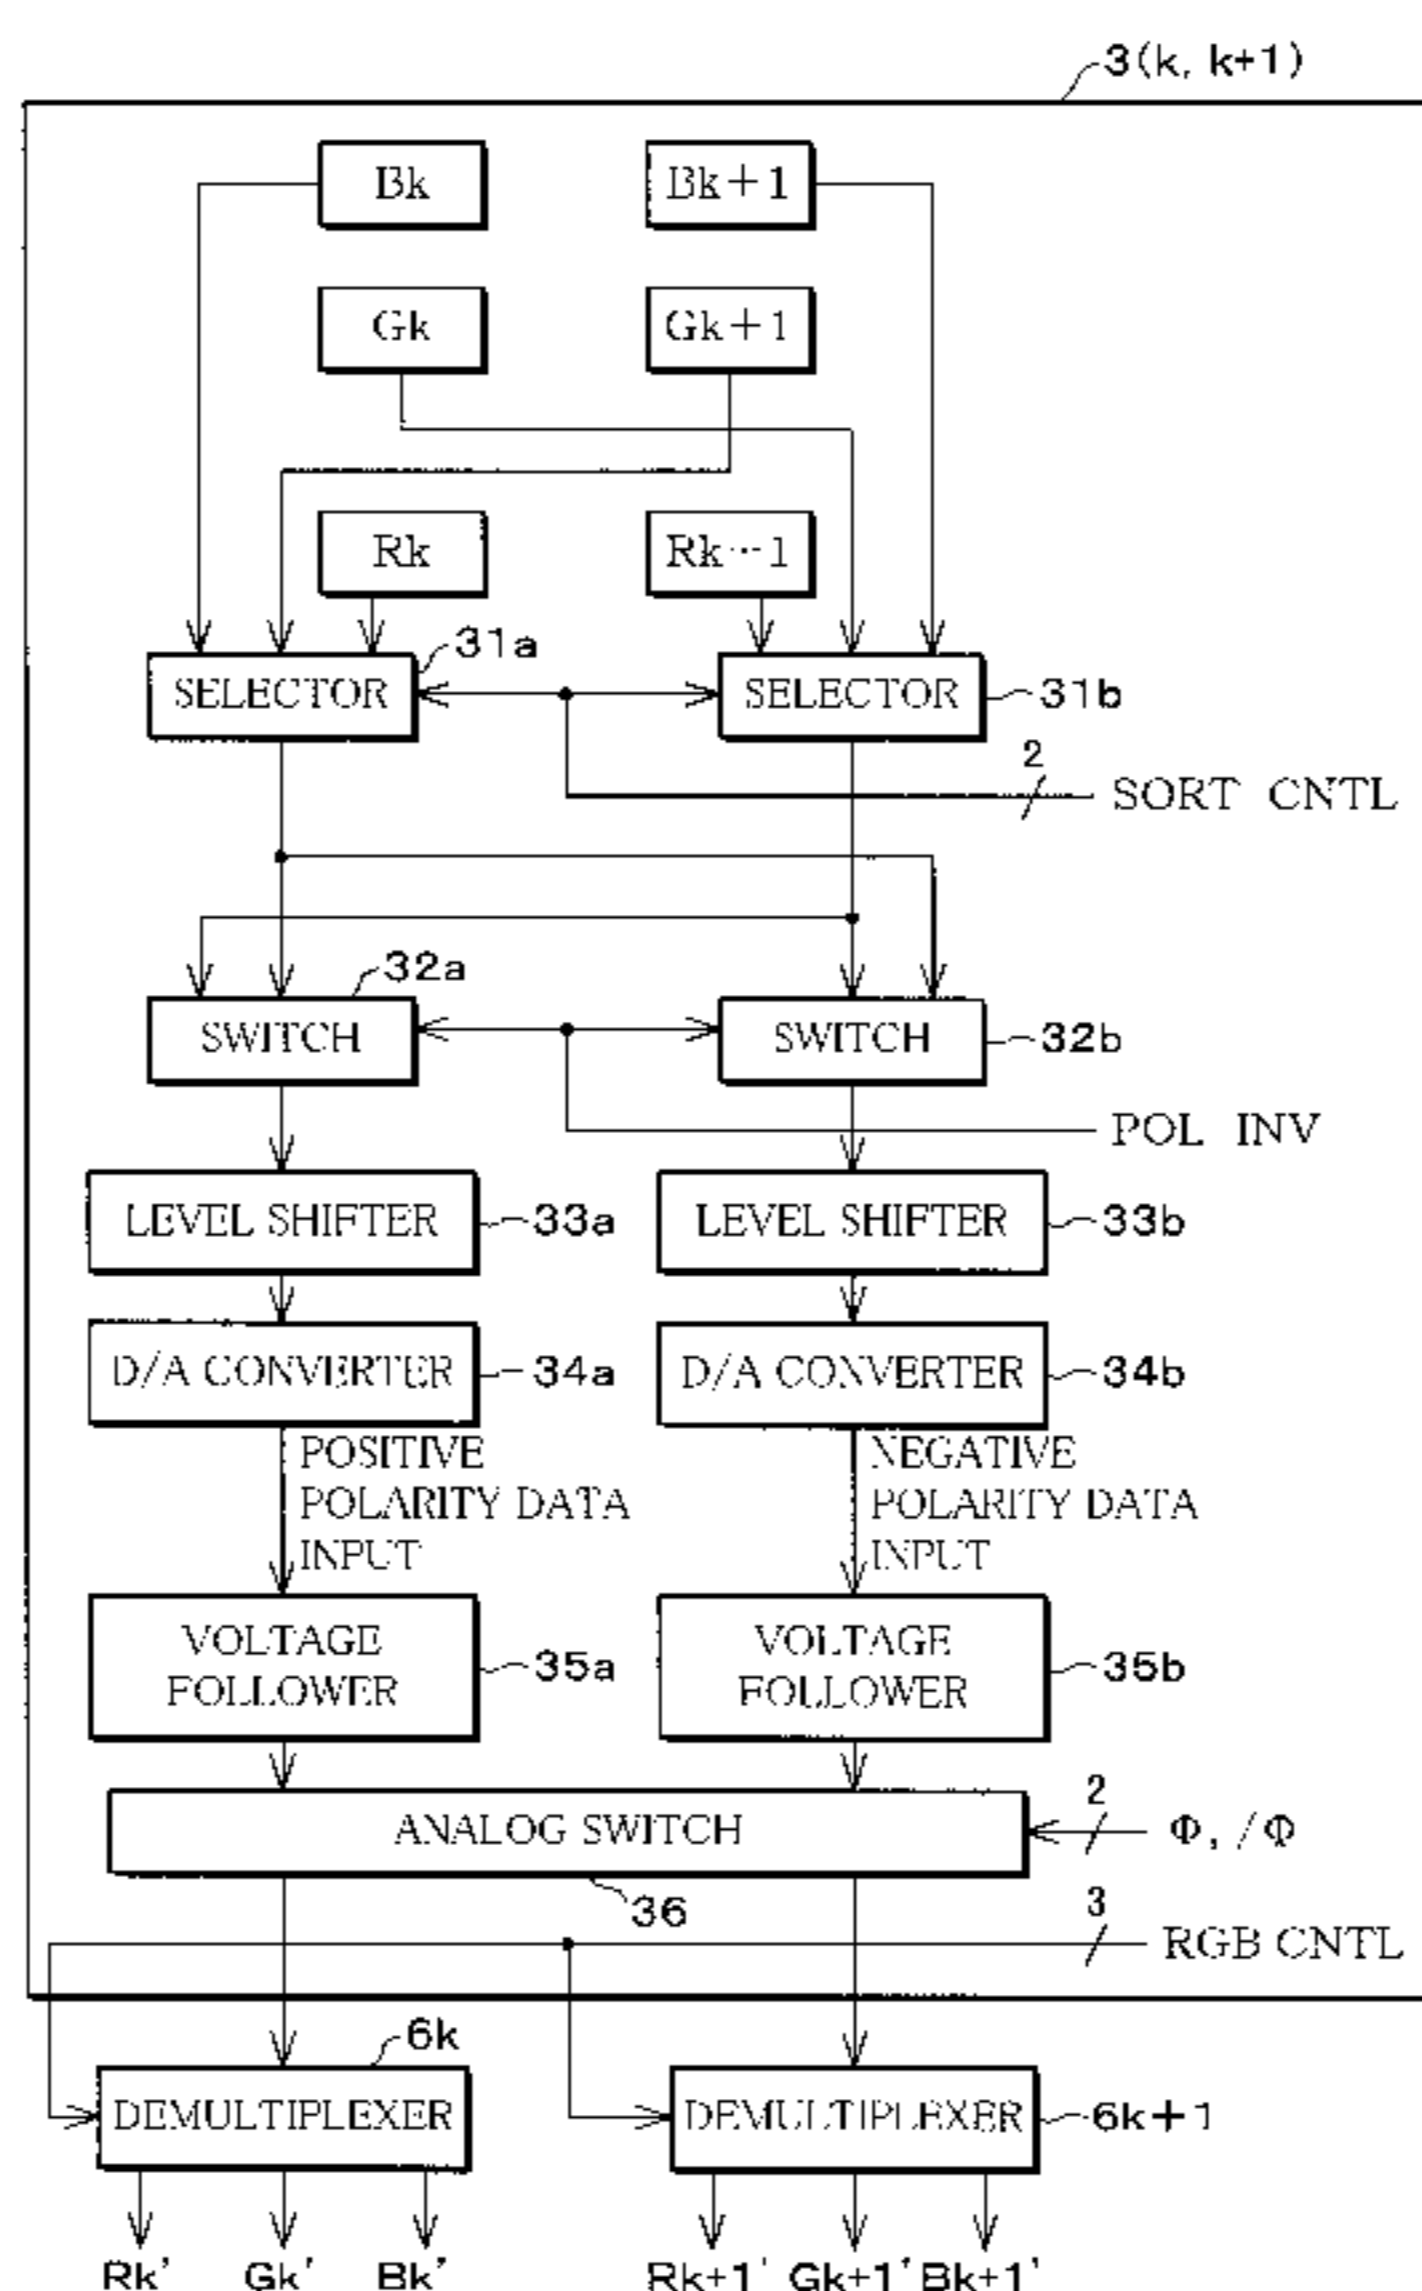 3(k, k+1)
Bk
Bk+1
Gk
Gk+1
Rk
Rk…1
31a
SELECTOR
SELECTOR
31b
2
SORT CNTL
32a
SWITCH
SWITCH
32b
POL INV
LEVEL SHIFTER
33a
LEVEL SHIFTER
33b
D/A CONVERTER
34a
D/A CONVERTER
34b
POSITIVE
POLARITY DATA
INPUT
NEGATIVE
POLARITY DATA
INPUT
VOLTAGE
FOLLOWER
35a
VOLTAGE
FOLLOWER
35b
ANALOG SWITCH
2
Φ, /Φ
36
3
RGB CNTL
6k
DEMULTIPLEXER
DEMULTIPLEXER
6k+1
Rk' Gk' Bk'
Rk+1' Gk+1' Bk+1'